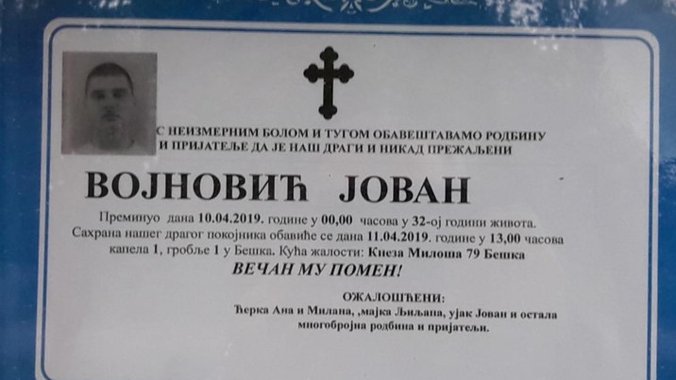 С НЕИЗМЕРНИМ БОЛОМ И ТУГОМ ОБАВЕШТАВАМО РОДБИНУ
И ПРИЈАТЕЉЕ ДА ЈЕ НАШ ДРАГИ И НИКАД ПРЕЖАЉЕНИ
ВОЈНОВИЋ ЈОВАН
Преминуо дана 10.04.2019. године у 00,00 часова у 32-ој години живота.
Сахрана нашег драгог покојника обавиће се дана 11.04.2019. године у 13,00 часова
капела 1, гробље 1 у Бешка. Кућа жалости: Кнеза Милоша 79 Бешка
ВЕЧАН МУ ПОМЕН!
ОЖАЛОШЋЕНИ:
Ћерка Ана и Милана, ,мајка Љиљана, ујак Јован и остала
многобројна родбина и пријатељи.